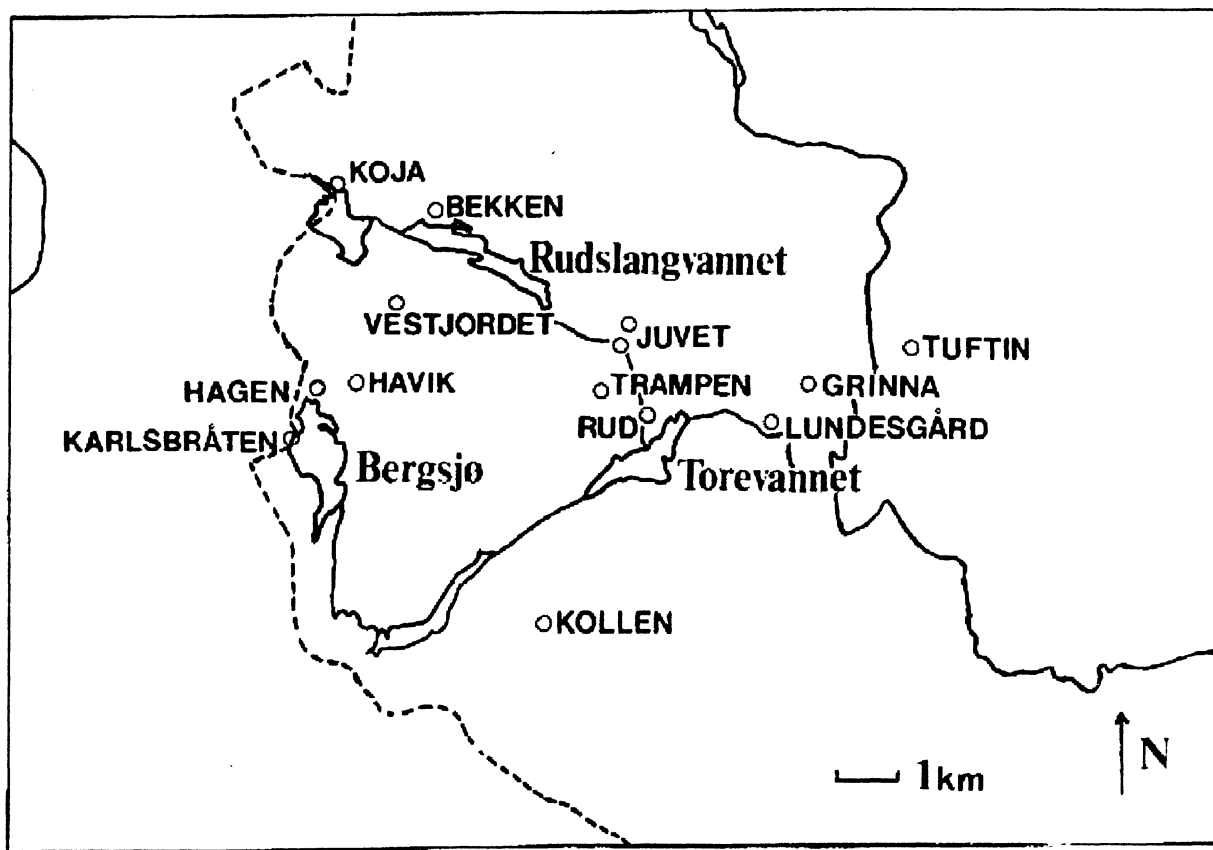 KOJA
BEKKEN
Rudslangvannet
VESTJORDET
JUVET
TUFTIN
HAGEN
HAVIK
TRAMPEN
GRINNA
KARLSBRÅTEN
RUD
LUNDESGÅRD
Bergsjø
Torevannet
KOLLEN
N
1km